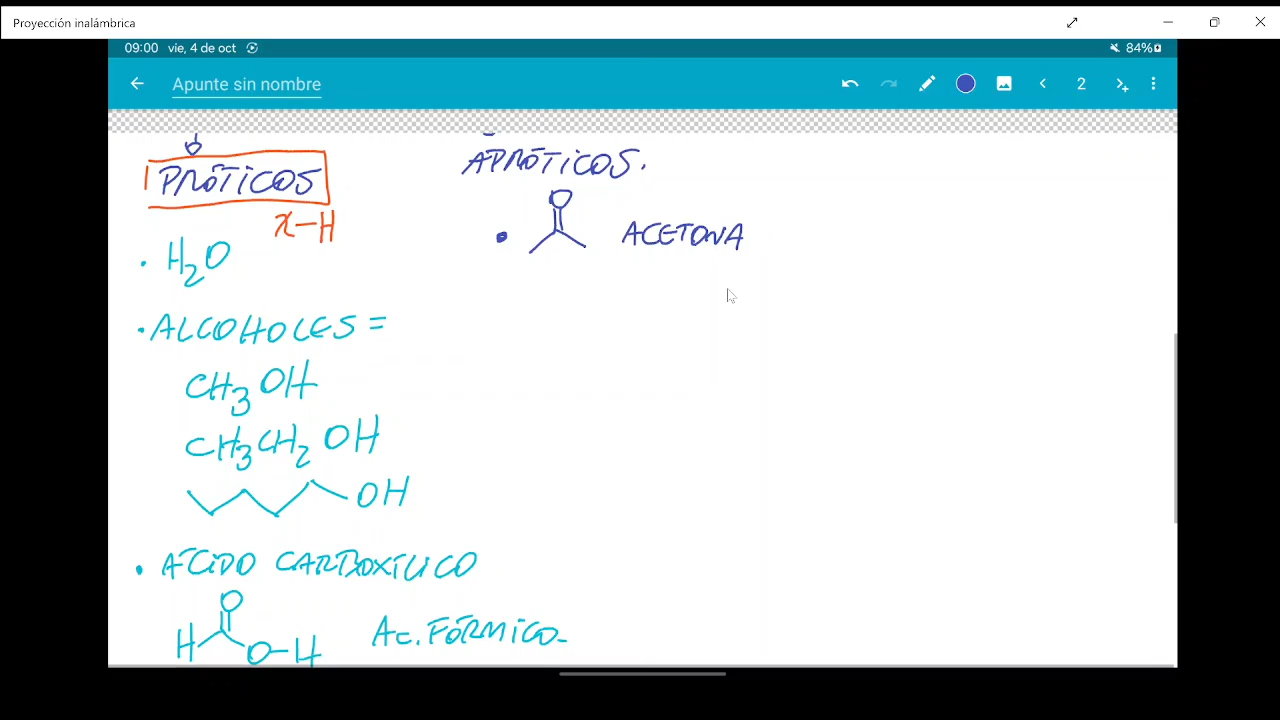 Proyección inalámbrica
09:00 vie, 4 de oct
84%
Apunte sin nombre
2
PRÓTICOS
x-H
· H2O
· ALCOHOLES =
CH3OH
CH3CH2OH
OH
· ÁCIDO CARBOXÍLICO
O
H O-H
Ac. FÓRMICO
APRÓTICOS.
O
· ACETONA